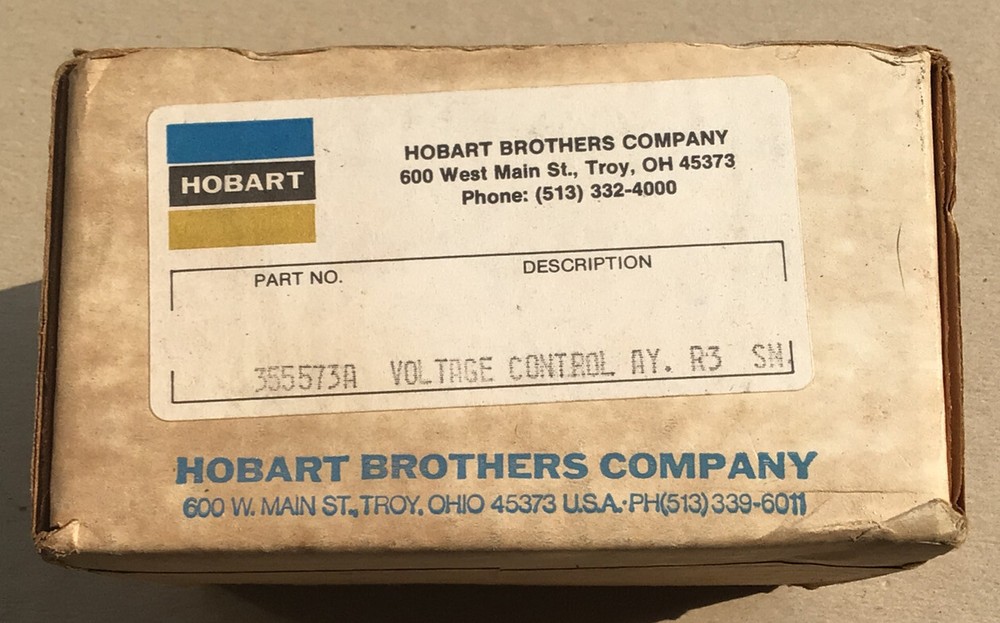 HOBART
HOBART BROTHERS COMPANY
600 West Main St., Troy, OH 45373
Phone: (513) 332-4000
PART NO. DESCRIPTION
355573A VOLTAGE CONTROL AY. R3 SN.
HOBART BROTHERS COMPANY
600 W. MAIN ST., TROY, OHIO 45373 U.S.A.·PH(513)339-6011